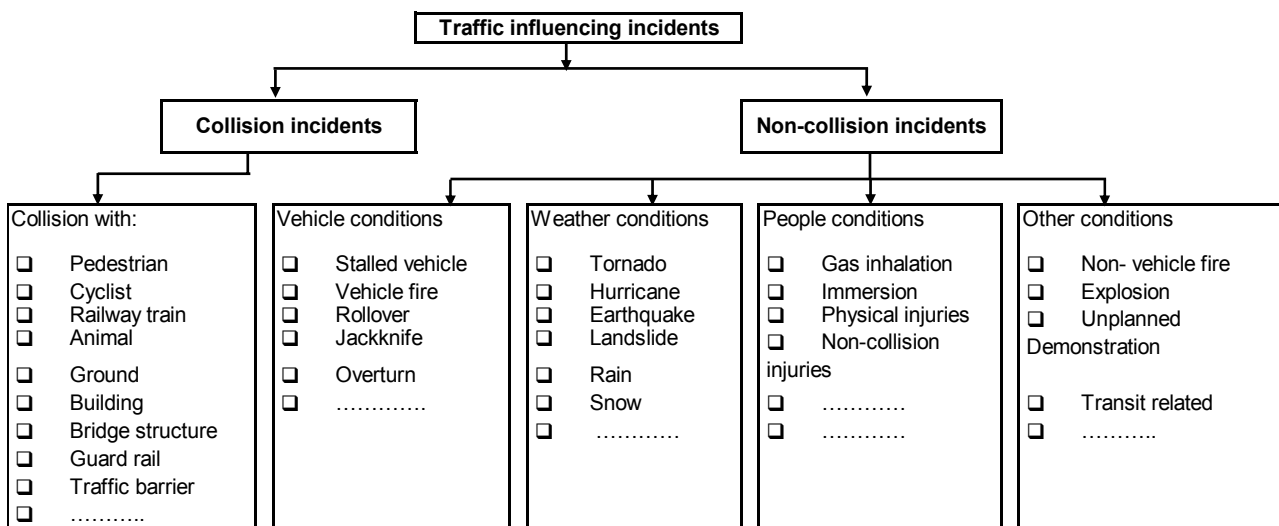 Traffic influencing incidents
Collision incidents
Non-collision incidents
Collision with:
❑ Pedestrian
❑ Cyclist
❑ Railway train
❑ Animal
❑ Ground
❑ Building
❑ Bridge structure
❑ Guard rail
❑ Traffic barrier
❑ ………..
Vehicle conditions
❑ Stalled vehicle
❑ Vehicle fire
❑ Rollover
❑ Jackknife
❑ Overturn
❑ ………….
Weather conditions
❑ Tornado
❑ Hurricane
❑ Earthquake
❑ Landslide
❑ Rain
❑ Snow
❑ …………
People conditions
❑ Gas inhalation
❑ Immersion
❑ Physical injuries
❑ Non-collision
injuries
❑ …………
❑ …………
Other conditions
❑ Non- vehicle fire
❑ Explosion
❑ Unplanned
Demonstration
❑ Transit related
❑ ………..